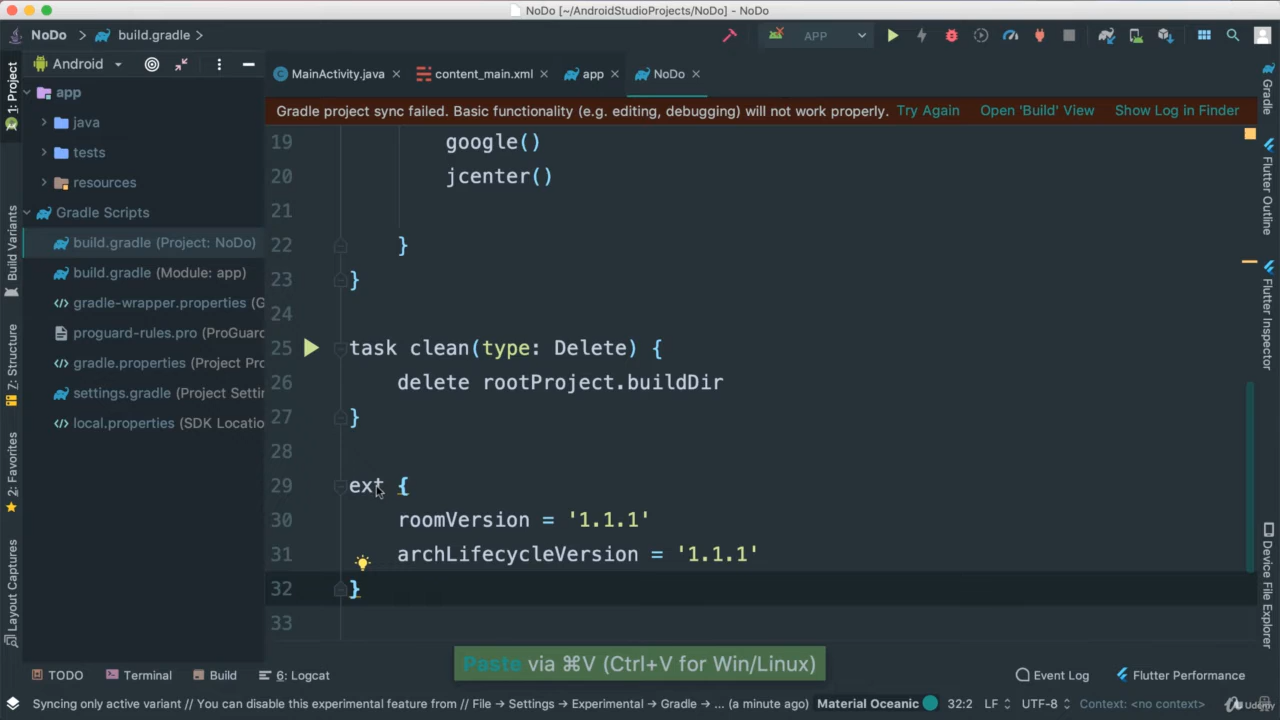 NoDo [~/AndroidStudioProjects/NoDo] - NoDo
NoDo
build.gradle
APP
Android
MainActivity.java
content_main.xml
app
NoDo
Gradle project sync failed. Basic functionality (e.g. editing, debugging) will not work properly. Try Again Open 'Build' View Show Log in Finder
app
java
tests
resources
Gradle Scripts
build.gradle (Project: NoDo)
build.gradle (Module: app)
gradle-wrapper.properties (G
proguard-rules.pro (ProGuar
gradle.properties (Project Pro
settings.gradle (Project Settin
local.properties (SDK Locatio
1: Project
Build Variants
7: Structure
2: Favorites
Layout Captures
19 google()
20 jcenter()
21
22 }
23 }
24
25 task clean(type: Delete) {
26 delete rootProject.buildDir
27 }
28
29 ext {
30 roomVersion = '1.1.1'
31 archLifecycleVersion = '1.1.1'
32 }
33
Gradle
Flutter Outline
Flutter Inspector
Device File Explorer
Paste via ⌘V (Ctrl+V for Win/Linux)
TODO
Terminal
Build
6: Logcat
Event Log
Flutter Performance
Syncing only active variant // You can disable this experimental feature from // File → Settings → Experimental → Gradle → ... (a minute ago)
Material Oceanic
32:2 LF UTF-8 Context: <no context>
Udemy